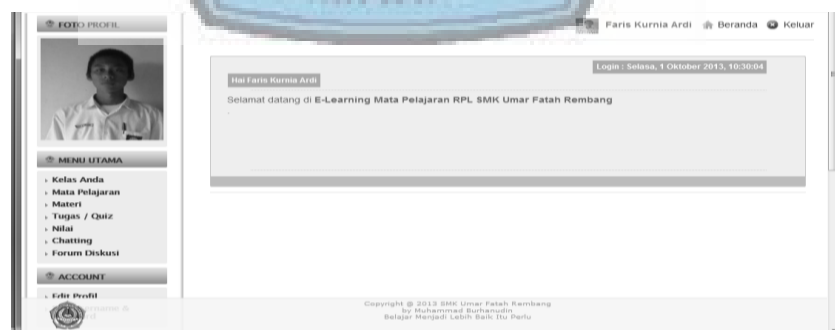 FOTO PROFIL
Faris Kurnia Ardi Beranda Keluar
Login : Selasa, 1 Oktober 2013, 10:30:04
Hai Faris Kurnia Ardi
Selamat datang di E-Learning Mata Pelajaran RPL SMK Umar Fatah Rembang
MENU UTAMA
Kelas Anda
Mata Pelajaran
Materi
Tugas / Quiz
Nilai
Chatting
Forum Diskusi
ACCOUNT
Edit Profil
Copyright @ 2013 SMK Umar Fatah Rembang
by Muhammad Burhanudin
Belajar Menjadi Lebih Baik Itu Perlu